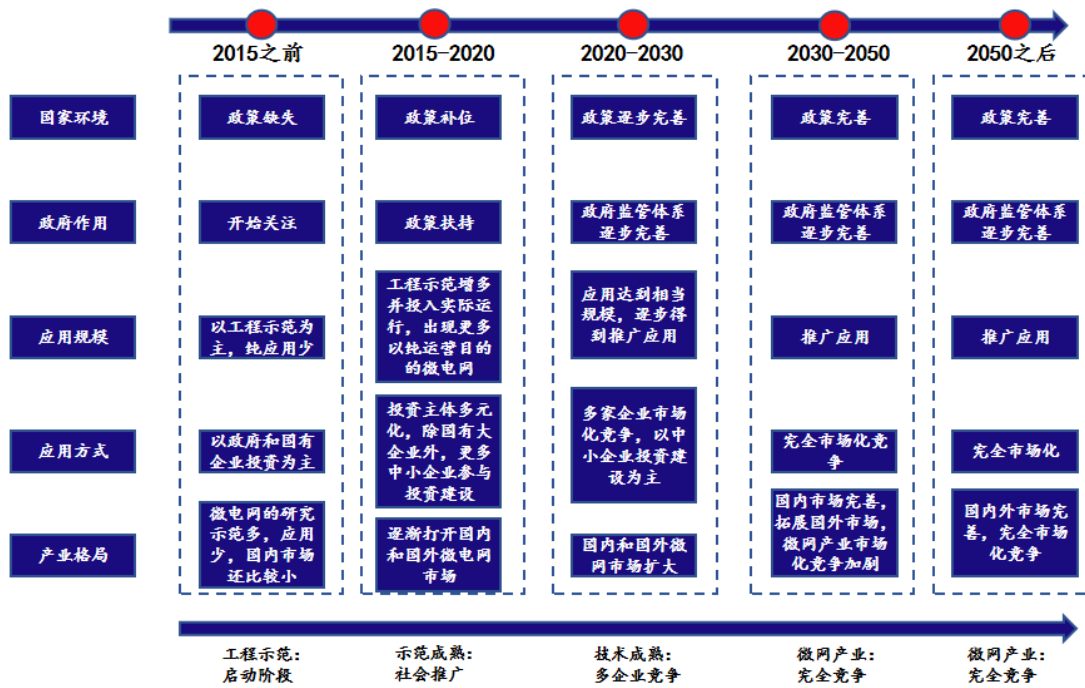 2015之前
2015-2020
2020-2030
2030-2050
2050之后
国家环境
政策缺失
政策补位
政策逐步完善
政策完善
政策完善
政府作用
开始关注
政策扶持
政府监管体系
逐步完善
政府监管体系
逐步完善
政府监管体系
逐步完善
应用规模
以工程示范为
主，纯应用少
工程示范增多
并投入实际运
行，出现更多
以纯运营目的
的微电网
应用达到相当
规模，逐步得
到推广应用
推广应用
推广应用
应用方式
以政府和国有
企业投资为主
投资主体多元
化，除国有大
企业外，更多
中小企业参与
投资建设
多家企业市场
化竞争，以中
小企业投资建
设为主
完全市场化竞
争
完全市场化
产业格局
微电网的研究
示范多，应用
少，国内市场
还比较小
逐渐打开国内
和国外微电网
市场
国内和国外微
网市场扩大
国内市场完善，
拓展国外市场，
微网产业市场
化竞争加剧
国内外市场完
善，完全市场
化竞争
工程示范：
启动阶段
示范成熟：
社会推广
技术成熟：
多企业竞争
微网产业：
完全竞争
微网产业：
完全竞争